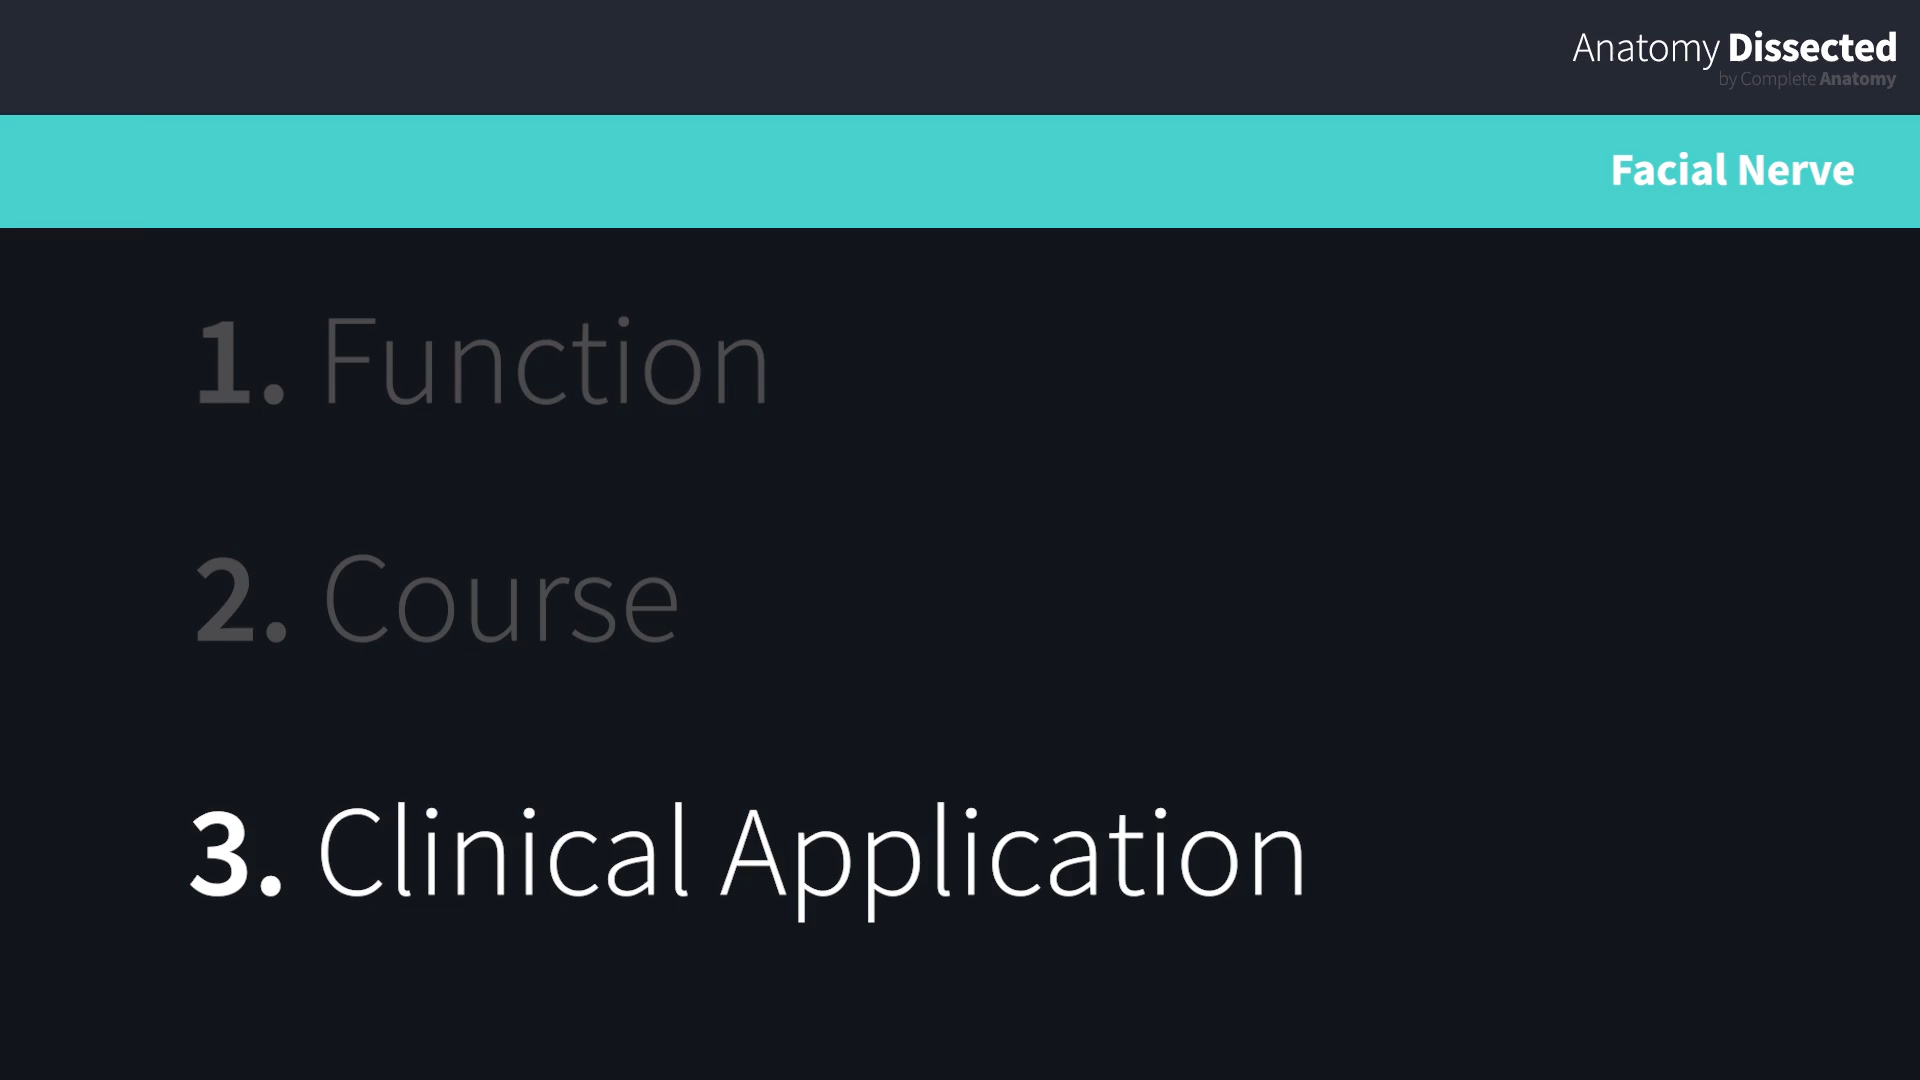 Anatomy Dissected
by Complete Anatomy
Facial Nerve
1. Function
2. Course
3. Clinical Application